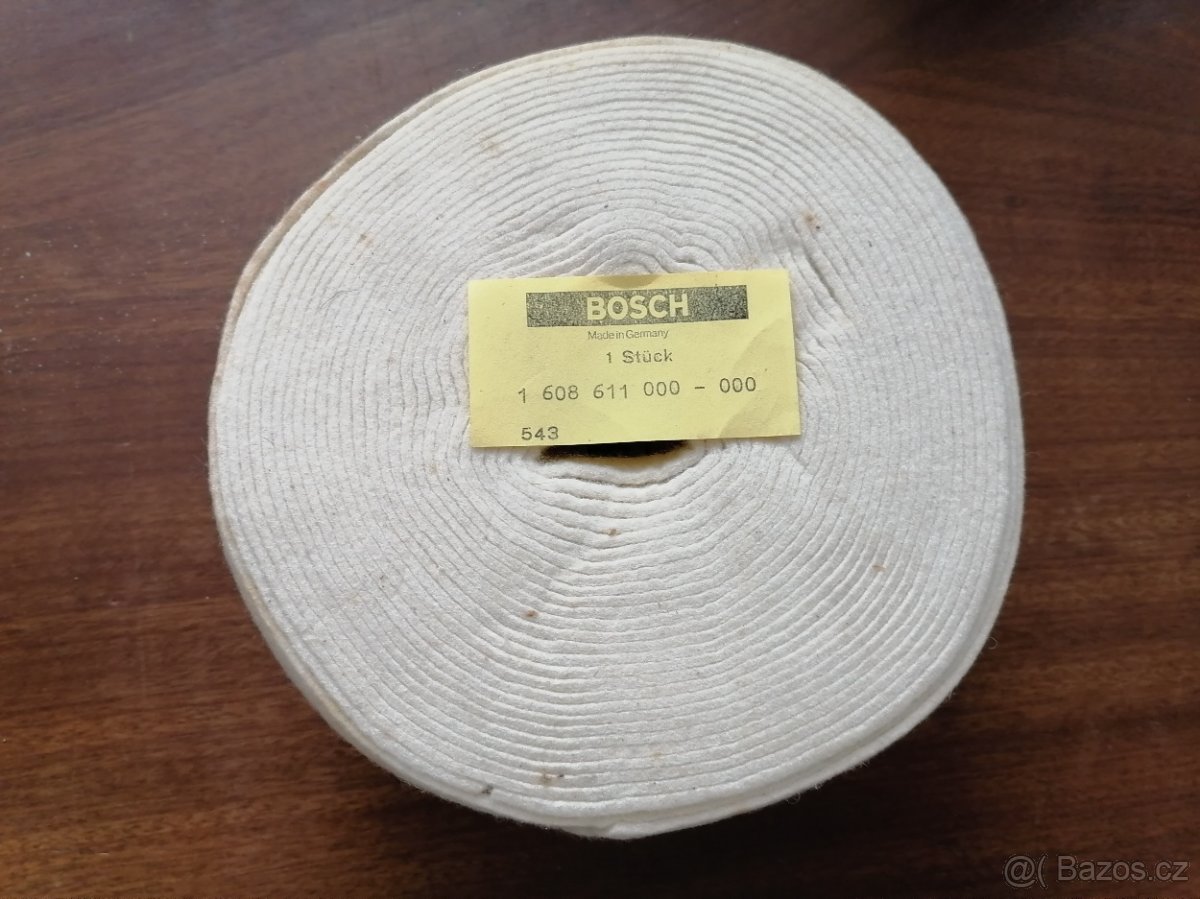 BOSCH
Made in Germany
1 Stück
1 608 611 000 - 000
543
@( Bazos.cz